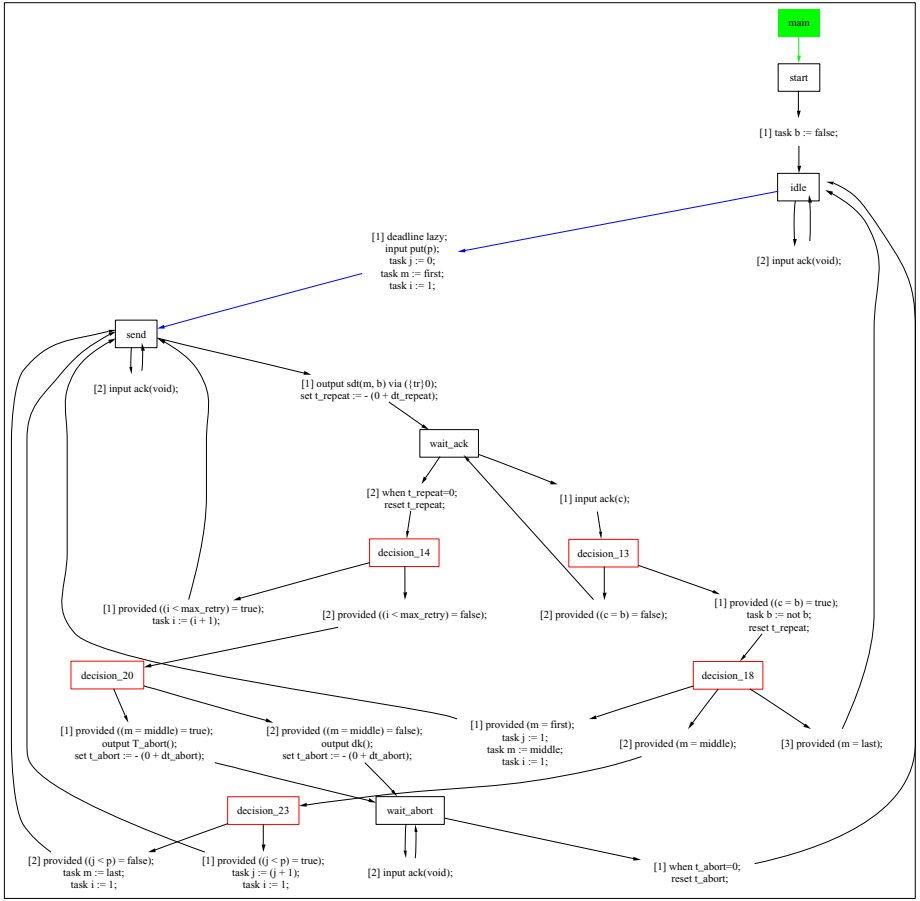 main
start
[1] task b := false;
idle
[1] deadline lazy;
input put(p);
task j := 0;
task m := first;
task i := 1;
[2] input ack(void);
send
[2] input ack(void);
[1] output sdt(m, b) via ({tr}0);
set t_repeat := - (0 + dt_repeat);
wait_ack
[2] when t_repeat=0;
reset t_repeat;
[1] input ack(c);
decision_14
decision_13
[1] provided ((i < max_retry) = true);
task i := (i + 1);
[2] provided ((i < max_retry) = false);
[2] provided ((c = b) = false);
[1] provided ((c = b) = true);
task b := not b;
reset t_repeat;
decision_20
decision_18
[1] provided ((m = middle) = true);
output T_abort();
set t_abort := - (0 + dt_abort);
[2] provided ((m = middle) = false);
output dk();
set t_abort := - (0 + dt_abort);
[1] provided (m = first);
task j := 1;
task m := middle;
task i := 1;
[2] provided (m = middle);
[3] provided (m = last);
decision_23
wait_abort
[2] provided ((j < p) = false);
task m := last;
task i := 1;
[1] provided ((j < p) = true);
task j := (j + 1);
task i := 1;
[2] input ack(void);
[1] when t_abort=0;
reset t_abort;